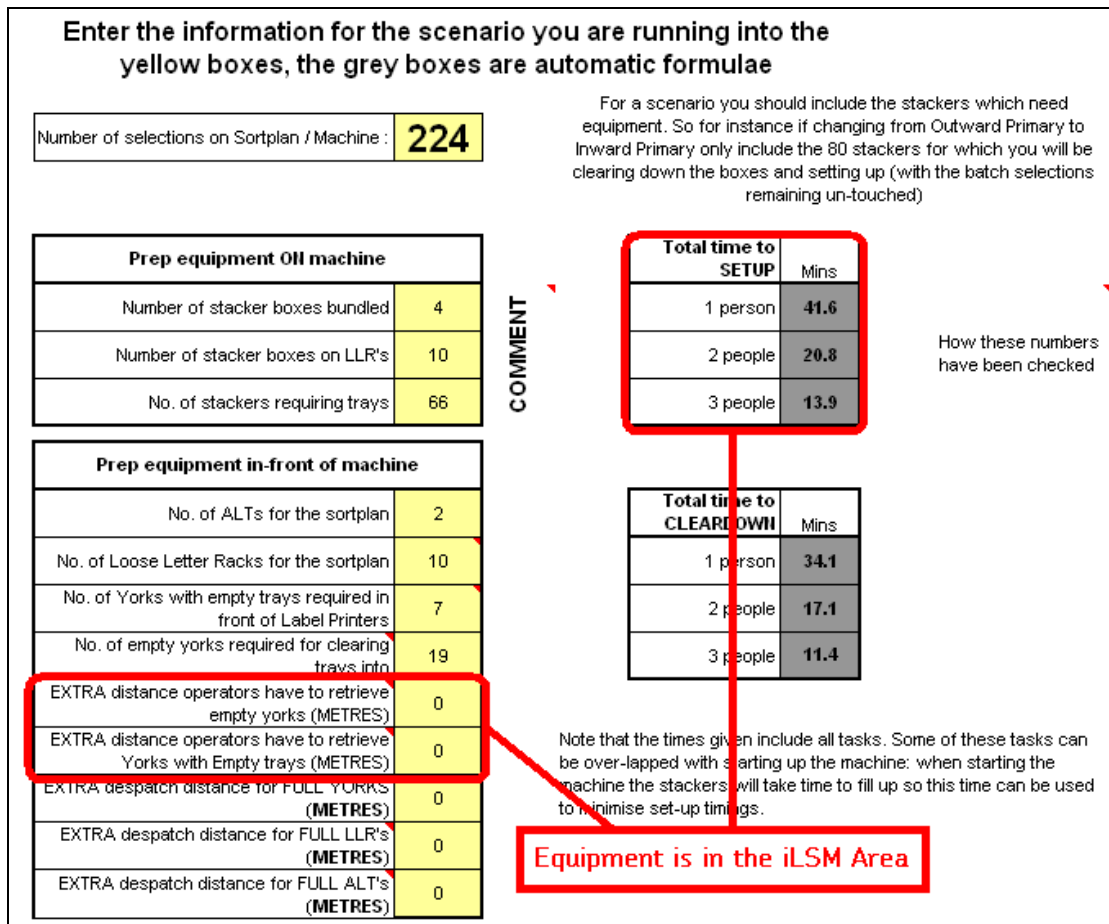 Enter the information for the scenario you are running into the
yellow boxes, the grey boxes are automatic formulae
Number of selections on Sortplan / Machine : 224
For a scenario you should include the stackers which need
equipment. So for instance if changing from Outward Primary to
Inward Primary only include the 80 stackers for which you will be
clearing down the boxes and setting up (with the batch selections
remaining un-touched)
Prep equipment ON machine
Number of stacker boxes bundled 4
Number of stacker boxes on LLR's 10
No. of stackers requiring trays 66
COMMENT
Total time to
SETUP Mins
1 person 41.6
2 people 20.8
3 people 13.9
How these numbers
have been checked
Prep equipment in-front of machine
No. of ALTs for the sortplan 2
No. of Loose Letter Racks for the sortplan 10
No. of Yorks with empty trays required in
front of Label Printers 7
No. of empty yorks required for clearing
trays into 19
EXTRA distance operators have to retrieve
empty yorks (METRES) 0
EXTRA distance operators have to retrieve
Yorks with Empty trays (METRES) 0
EXTRA despatch distance for FULL YORKS
(METRES) 0
EXTRA despatch distance for FULL LLR's
(METRES) 0
EXTRA despatch distance for FULL ALT's
(METRES) 0
Total time to
CLEARDOWN Mins
1 person 34.1
2 people 17.1
3 people 11.4
Note that the times given include all tasks. Some of these tasks can
be over-lapped with starting up the machine: when starting the
machine the stackers will take time to fill up so this time can be used
to minimise set-up timings.
Equipment is in the iLSM Area